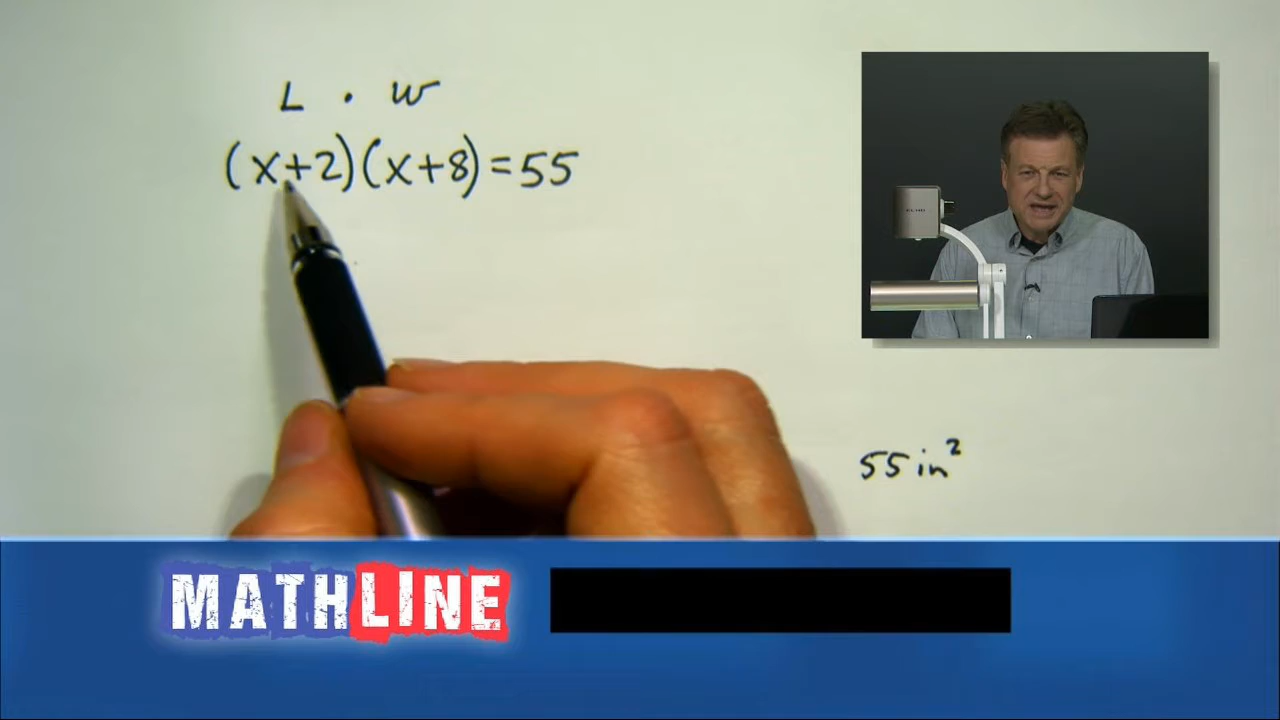 L · W
(x+2)(x+8)=55
55 in²
MATHLINE